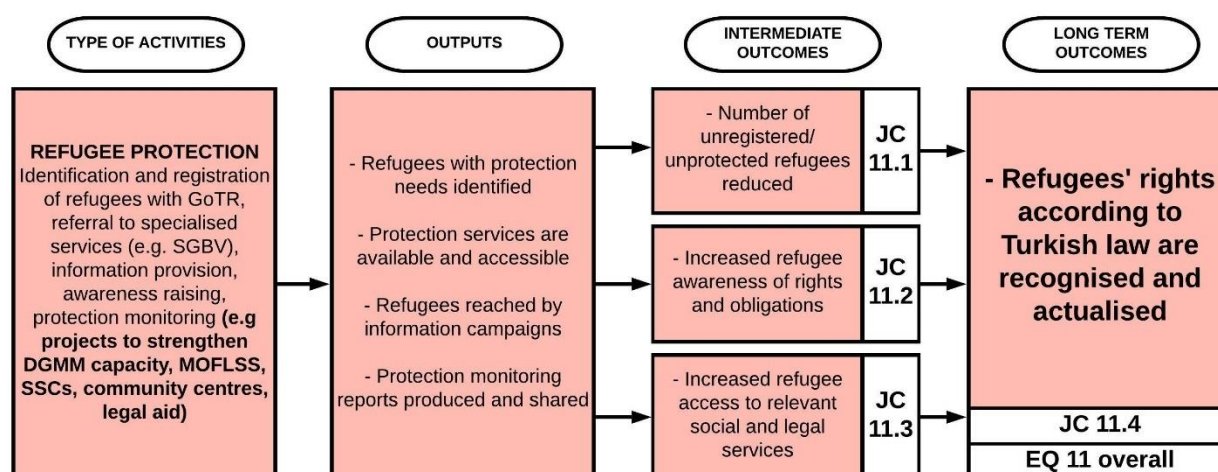 TYPE OF ACTIVITIES
OUTPUTS
INTERMEDIATE
OUTCOMES
LONG TERM
OUTCOMES
REFUGEE PROTECTION
Identification and registration
of refugees with GoTR,
referral to specialised
services (e.g. SGBV),
information provision,
awareness raising,
protection monitoring (e.g
projects to strengthen
DGMM capacity, MOFLSS,
SSCs, community centres,
legal aid)
- Refugees with protection
needs identified
- Protection services are
available and accessible
- Refugees reached by
information campaigns
- Protection monitoring
reports produced and shared
- Number of
unregistered/
unprotected refugees
reduced
JC
11.1
- Increased refugee
awareness of rights
and obligations
JC
11.2
- Increased refugee
access to relevant
social and legal
services
JC
11.3
- Refugees' rights
according to
Turkish law are
recognised and
actualised
JC 11.4
EQ 11 overall